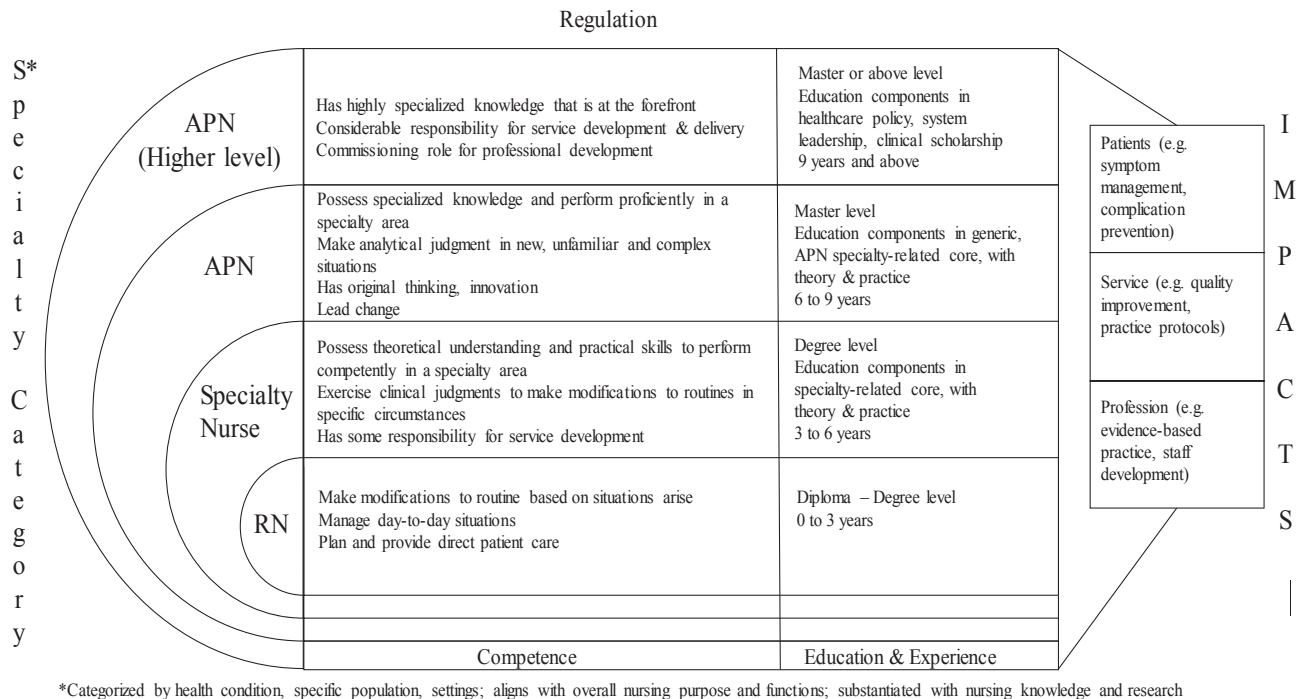 Regulation
S*pecialty Category
APN
(Higher level)
Has highly specialized knowledge that is at the forefront
Considerable responsibility for service development & delivery
Commissioning role for professional development
Master or above level
Education components in
healthcare policy, system
leadership, clinical scholarship
9 years and above
APN
Possess specialized knowledge and perform proficiently in a
specialty area
Make analytical judgment in new, unfamiliar and complex
situations
Has original thinking, innovation
Lead change
Master level
Education components in generic,
APN specialty-related core, with
theory & practice
6 to 9 years
Specialty
Nurse
Possess theoretical understanding and practical skills to perform
competently in a specialty area
Exercise clinical judgments to make modifications to routines in
specific circumstances
Has some responsibility for service development
Degree level
Education components in
specialty-related core, with
theory & practice
3 to 6 years
RN
Make modifications to routine based on situations arise
Manage day-to-day situations
Plan and provide direct patient care
Diploma – Degree level
0 to 3 years
Competence
Education & Experience
Patients (e.g.
symptom
management,
complication
prevention)
Service (e.g. quality
improvement,
practice protocols)
Profession (e.g.
evidence-based
practice, staff
development)
IMPACTS
*Categorized by health condition, specific population, settings; aligns with overall nursing purpose and functions; substantiated with nursing knowledge and research